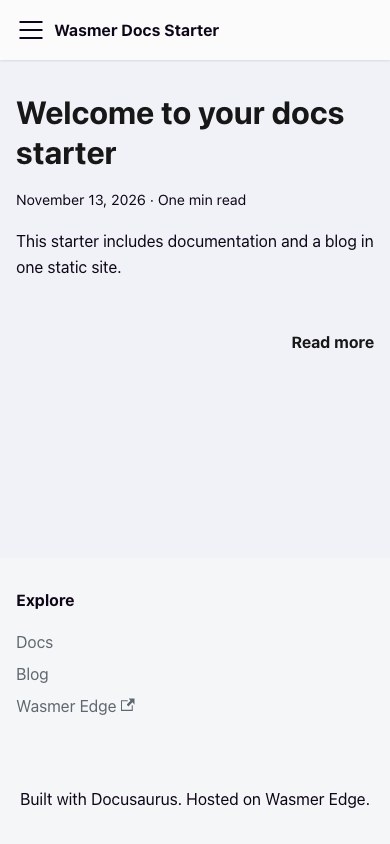 Wasmer Docs Starter
Welcome to your docs
starter
November 13, 2026 · One min read
This starter includes documentation and a blog in
one static site.
Read more
Explore
Docs
Blog
Wasmer Edge
Built with Docusaurus. Hosted on Wasmer Edge.